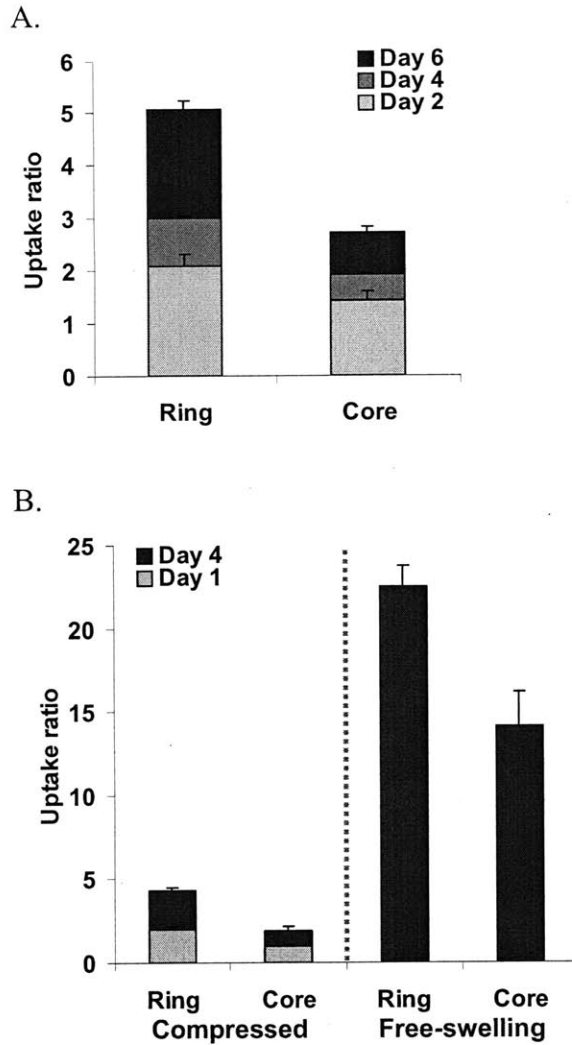 A.
Uptake ratio
6
5
4
3
2
1
0
Day 6
Day 4
Day 2
Ring Core
B.
Uptake ratio
25
20
15
10
5
0
Day 4
Day 1
Ring Core Ring Core
Compressed Free-swelling